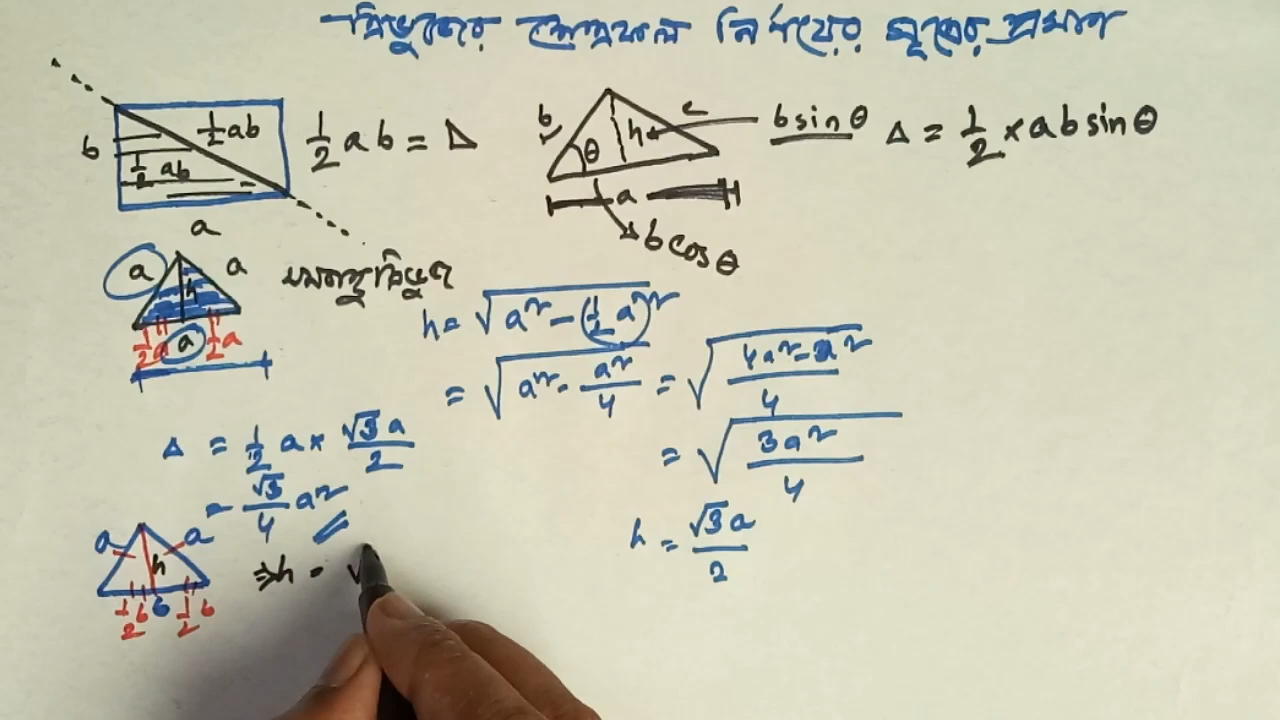 ত্রিভুজের ক্ষেত্রফল নির্ণয়ের সূত্রের প্রমাণ
b ½ab ½ab a
½ab = Δ
b c h θ a
b cosθ
b sinθ
Δ = ½ × ab sinθ
a a h ½a a ½a
সমবাহু ত্রিভুজ
h = √(a² − (½a)²)
= √(a² - a²/4) = √((4a² - a²)/4)
= √(3a²/4)
h = √3a/2
Δ = ½ a × √3a/2
= √3/4 a²
a a h ½b b ½b
⇒ h = √